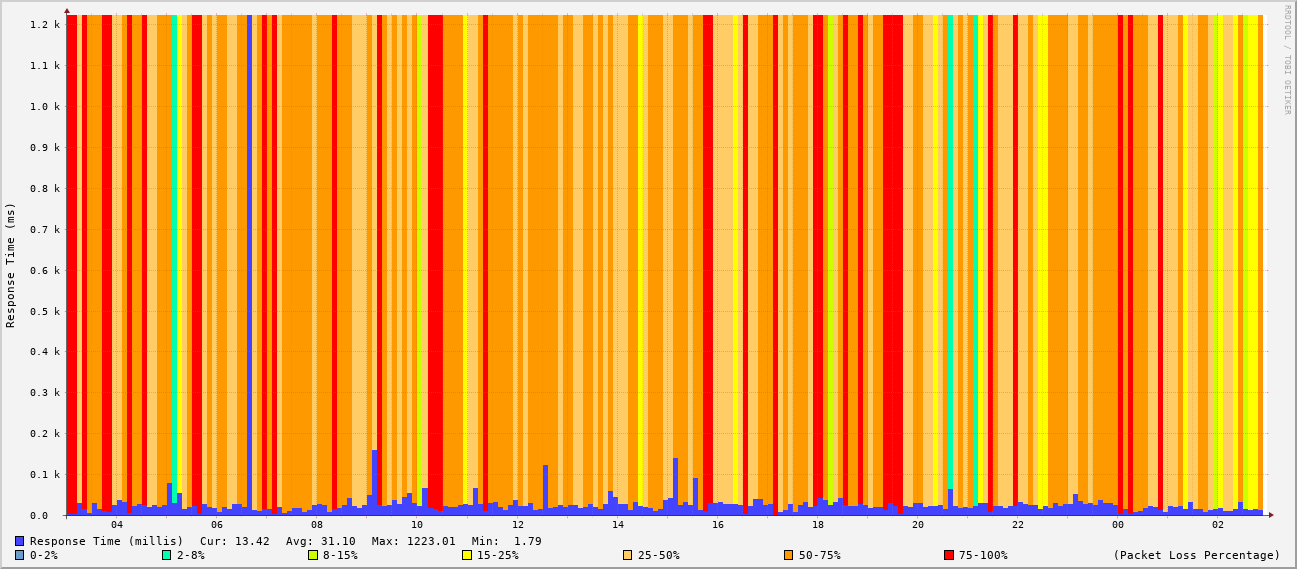 RRDTOOL / TOBI OETIKER
Response Time (ms)
1.2 k
1.1 k
1.0 k
0.9 k
0.8 k
0.7 k
0.6 k
0.5 k
0.4 k
0.3 k
0.2 k
0.1 k
0.0
04 06 08 10 12 14 16 18 20 22 00 02
Response Time (millis) Cur: 13.42 Avg: 31.10 Max: 1223.01 Min: 1.79
0-2% 2-8% 8-15% 15-25% 25-50% 50-75% 75-100% (Packet Loss Percentage)